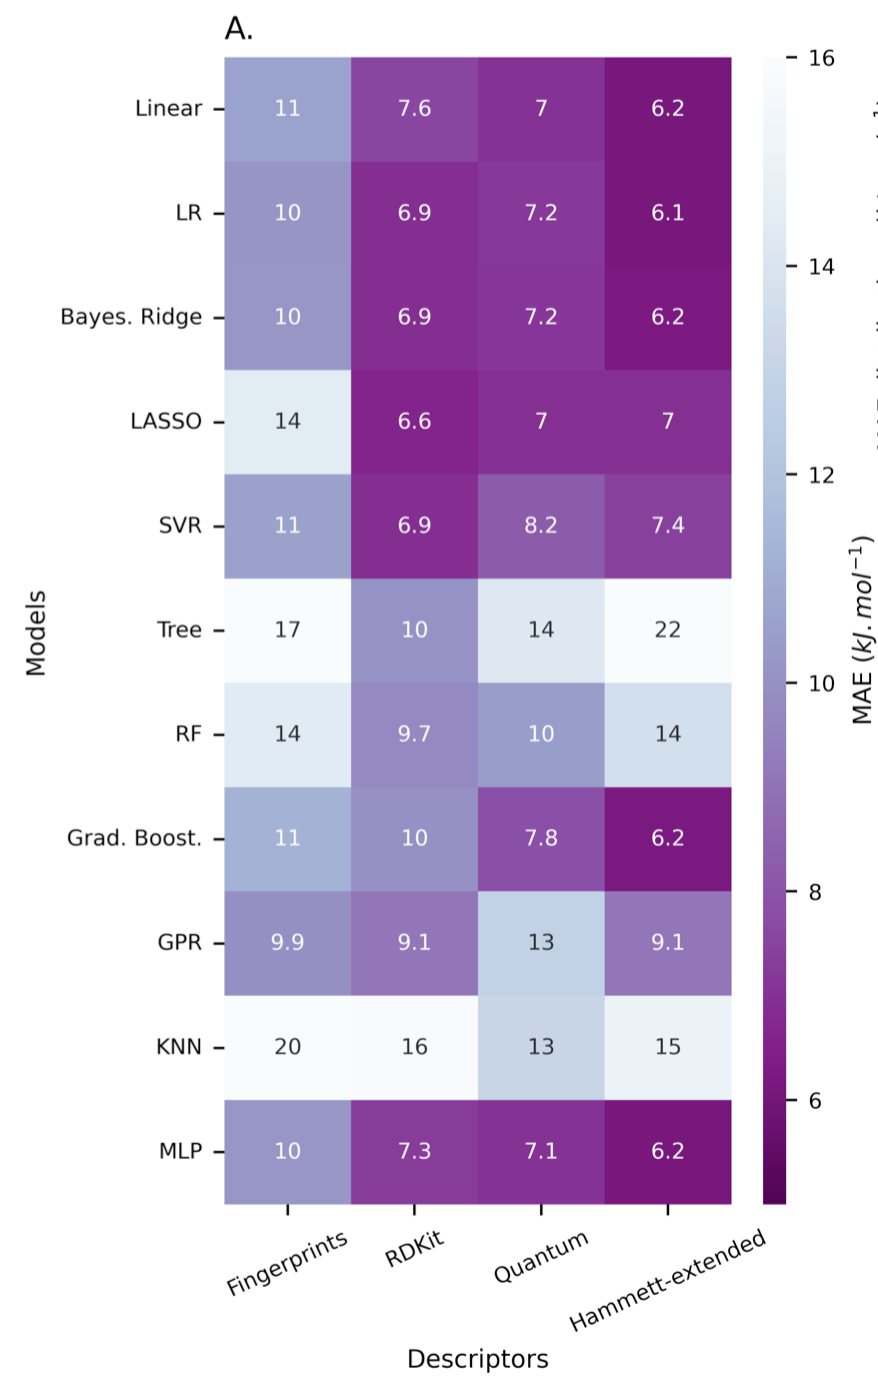 A.
Linear 11 7.6 7 6.2
LR 10 6.9 7.2 6.1
Bayes. Ridge 10 6.9 7.2 6.2
LASSO 14 6.6 7 7
SVR 11 6.9 8.2 7.4
Tree 17 10 14 22
RF 14 9.7 10 14
Grad. Boost. 11 10 7.8 6.2
GPR 9.9 9.1 13 9.1
KNN 20 16 13 15
MLP 10 7.3 7.1 6.2
Fingerprints RDKit Quantum Hammett-extended
Descriptors
Models
16
14
12
10
8
6
MAE (kJ.mol⁻¹)